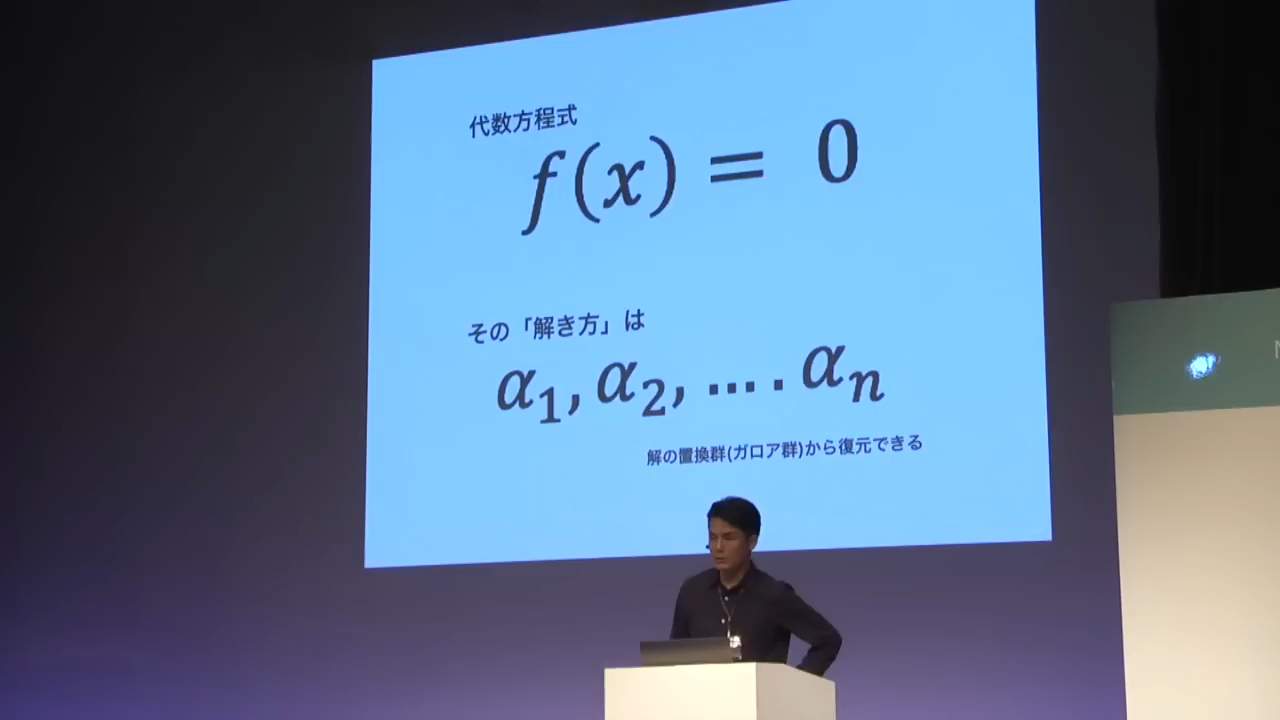 代数方程式
f(x) = 0
その「解き方」は
α₁, α₂, .... αₙ
解の置換群(ガロア群)から復元できる